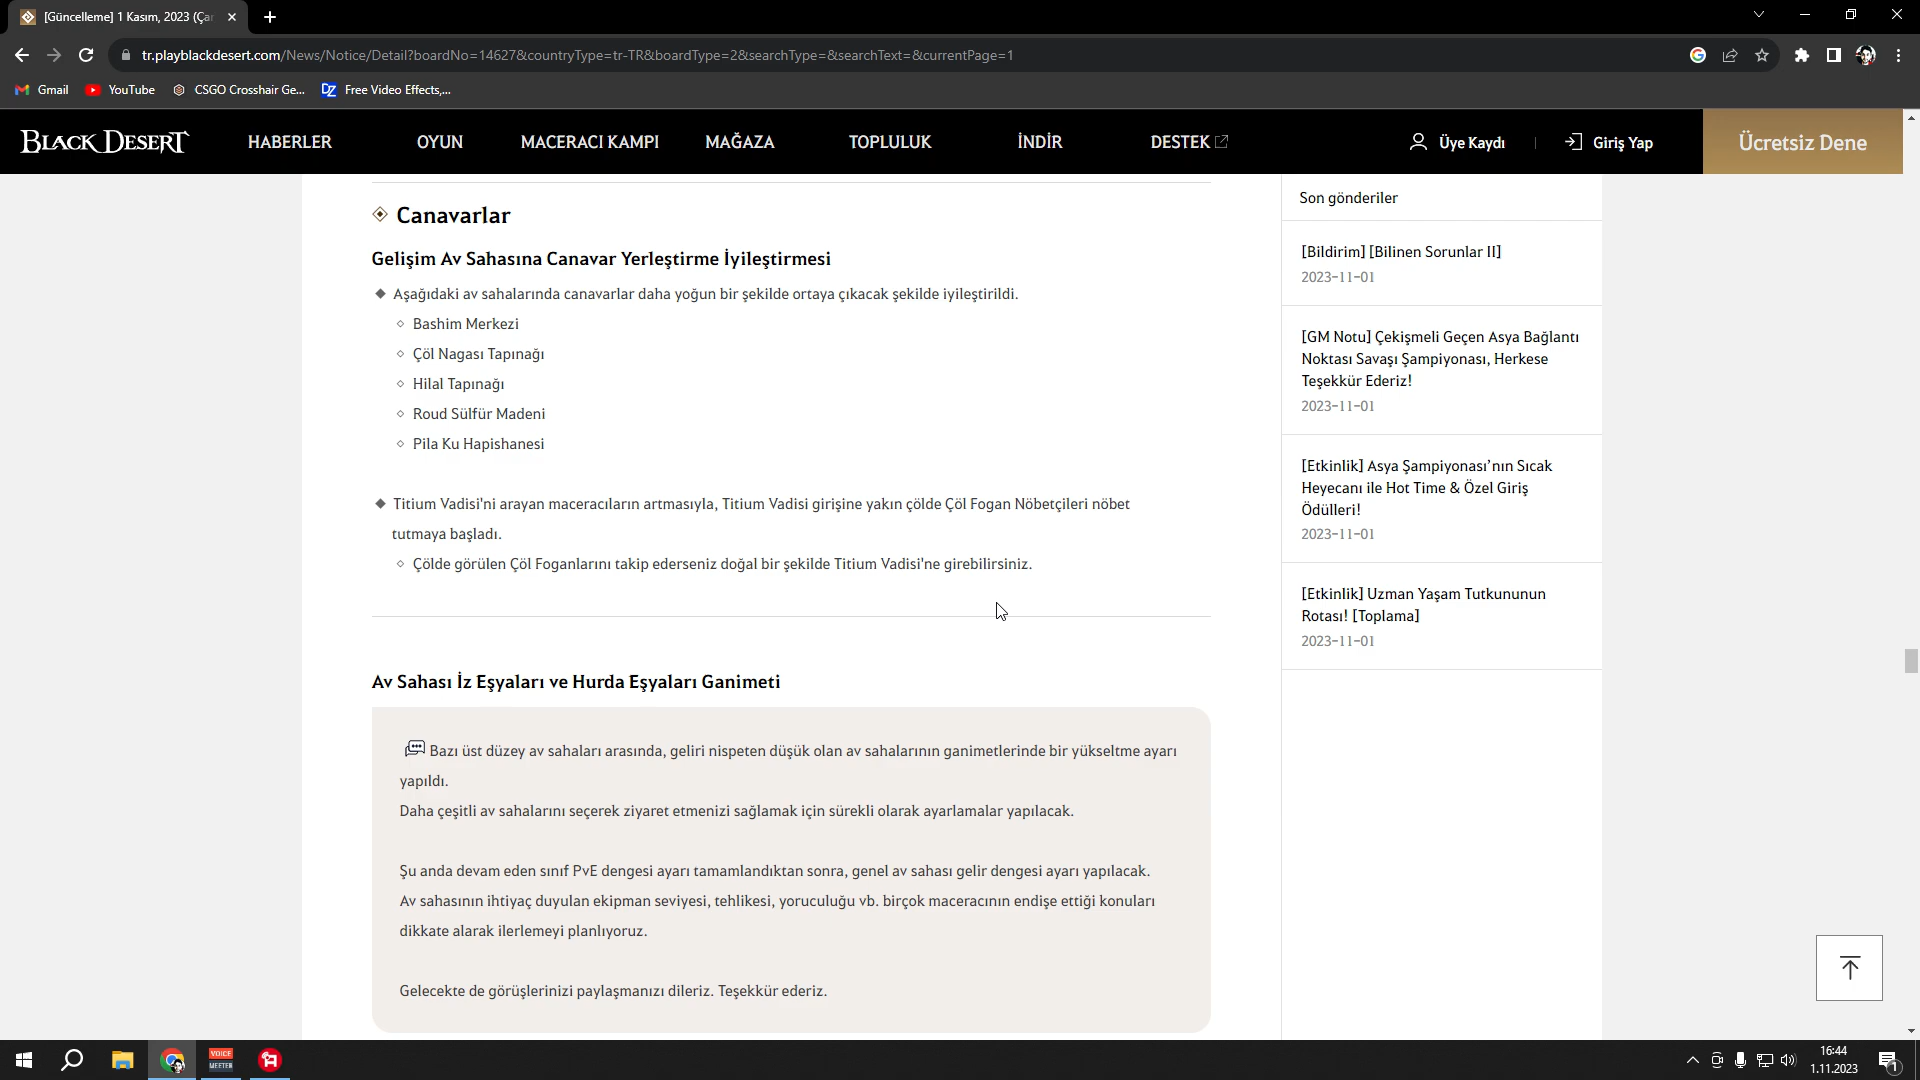 [Güncelleme] 1 Kasım, 2023 (Ça
tr.playblackdesert.com/News/Notice/Detail?boardNo=14627&countryType=tr-TR&boardType=2&searchType=&searchText=&currentPage=1
Gmail YouTube CSGO Crosshair Ge... Free Video Effects,...
BLACK DESERT HABERLER OYUN MACERACI KAMPI MAĞAZA TOPLULUK İNDİR DESTEK Üye Kaydı Giriş Yap Ücretsiz Dene
Canavarlar
Gelişim Av Sahasına Canavar Yerleştirme İyileştirmesi
Aşağıdaki av sahalarında canavarlar daha yoğun bir şekilde ortaya çıkacak şekilde iyileştirildi.
Bashim Merkezi
Çöl Nagası Tapınağı
Hilal Tapınağı
Roud Sülfür Madeni
Pila Ku Hapishanesi
Titium Vadisi'ni arayan maceracıların artmasıyla, Titium Vadisi girişine yakın çölde Çöl Fogan Nöbetçileri nöbet
tutmaya başladı.
Çölde görülen Çöl Foganlarını takip ederseniz doğal bir şekilde Titium Vadisi'ne girebilirsiniz.
Av Sahası İz Eşyaları ve Hurda Eşyaları Ganimeti
Bazı üst düzey av sahaları arasında, geliri nispeten düşük olan av sahalarının ganimetlerinde bir yükseltme ayarı
yapıldı.
Daha çeşitli av sahalarını seçerek ziyaret etmenizi sağlamak için sürekli olarak ayarlamalar yapılacak.
Şu anda devam eden sınıf PvE dengesi ayarı tamamlandıktan sonra, genel av sahası gelir dengesi ayarı yapılacak.
Av sahasının ihtiyaç duyulan ekipman seviyesi, tehlikesi, yoruculuğu vb. birçok maceracının endişe ettiği konuları
dikkate alarak ilerlemeyi planlıyoruz.
Gelecekte de görüşlerinizi paylaşmanızı dileriz. Teşekkür ederiz.
Son gönderiler
[Bildirim] [Bilinen Sorunlar II]
2023-11-01
[GM Notu] Çekişmeli Geçen Asya Bağlantı
Noktası Savaşı Şampiyonası, Herkese
Teşekkür Ederiz!
2023-11-01
[Etkinlik] Asya Şampiyonası’nın Sıcak
Heyecanı ile Hot Time & Özel Giriş
Ödülleri!
2023-11-01
[Etkinlik] Uzman Yaşam Tutkununun
Rotası! [Toplama]
2023-11-01
VOICE
MEETER
16:44
1.11.2023
1